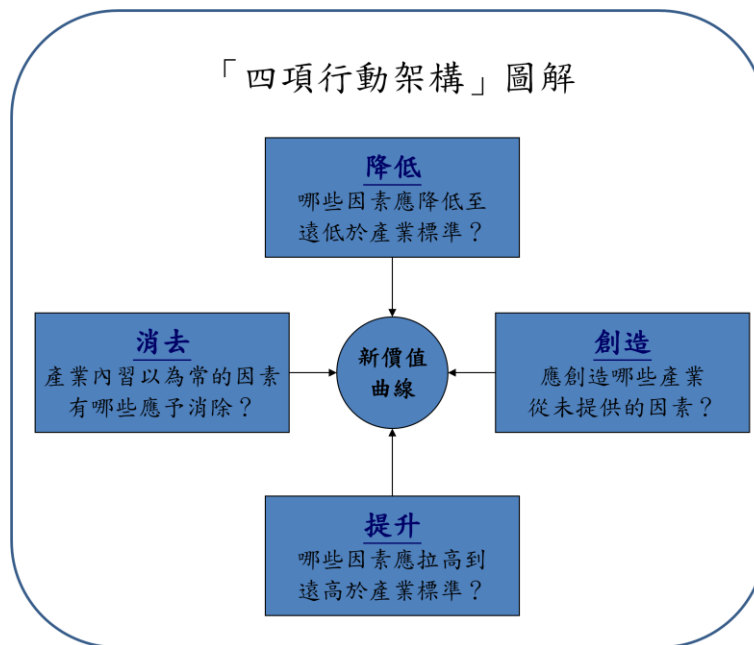 「四項行動架構」圖解
降低
哪些因素應降低至
遠低於產業標準？
消去
產業內習以為常的因素
有哪些應予消除？
新價值
曲線
創造
應創造哪些產業
從未提供的因素？
提升
哪些因素應拉高到
遠高於產業標準？